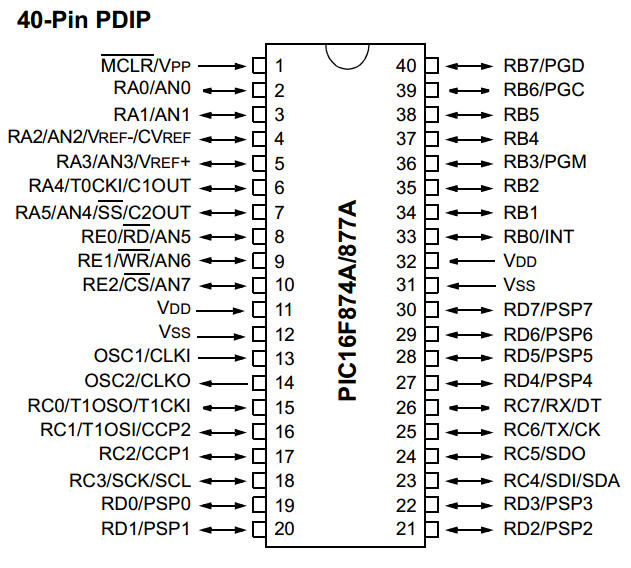 40-Pin PDIP
MCLR/VPP 1 40 RB7/PGD
RA0/AN0 2 39 RB6/PGC
RA1/AN1 3 38 RB5
RA2/AN2/VREF-/CVREF 4 37 RB4
RA3/AN3/VREF+ 5 36 RB3/PGM
RA4/T0CKI/C1OUT 6 35 RB2
RA5/AN4/SS/C2OUT 7 34 RB1
RE0/RD/AN5 8 33 RB0/INT
RE1/WR/AN6 9 32 VDD
RE2/CS/AN7 10 31 VSS
VDD 11 30 RD7/PSP7
VSS 12 29 RD6/PSP6
OSC1/CLKI 13 28 RD5/PSP5
OSC2/CLKO 14 27 RD4/PSP4
RC0/T1OSO/T1CKI 15 26 RC7/RX/DT
RC1/T1OSI/CCP2 16 25 RC6/TX/CK
RC2/CCP1 17 24 RC5/SDO
RC3/SCK/SCL 18 23 RC4/SDI/SDA
RD0/PSP0 19 22 RD3/PSP3
RD1/PSP1 20 21 RD2/PSP2
PIC16F874A/877A